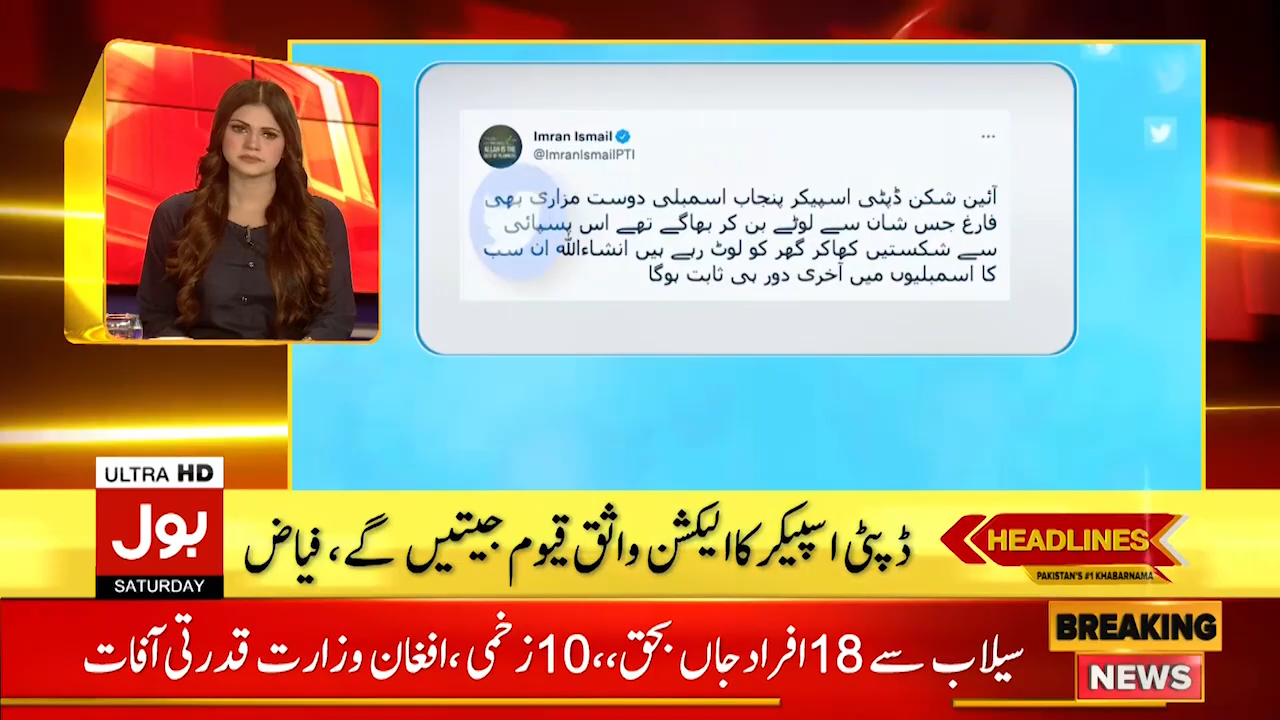 Imran Ismail
@ImranIsmailPTI
آئین شکن ڈپٹی اسپیکر پنجاب اسمبلی دوست مزاری بھی
فارغ جس شان سے لوٹے بن کر بھاگے تھے اس پسپائی
سے شکستیں کھاکر گھر کو لوٹ رہے ہیں انشاءاللہ ان سب
کا اسمبلیوں میں آخری دور ہی ثابت ہوگا
ULTRA HD
بول
SATURDAY
ڈپٹی اسپیکر کا الیکشن واثق قیوم جیتیں گے، فیاض
HEADLINES
PAKISTAN'S #1 KHABARNAMA
سیلاب سے 18 افراد جاں بحق،، 10 زخمی، افغان وزارت قدرتی آفات
BREAKING
NEWS